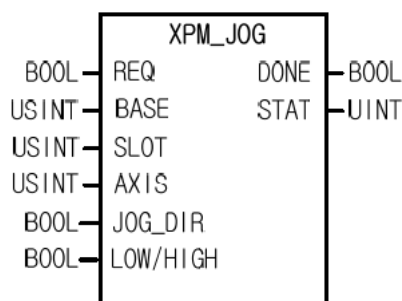 XPM_JOG
BOOL REQ DONE BOOL
USINT BASE STAT UINT
USINT SLOT
USINT AXIS
BOOL JOG_DIR
BOOL LOW/HIGH